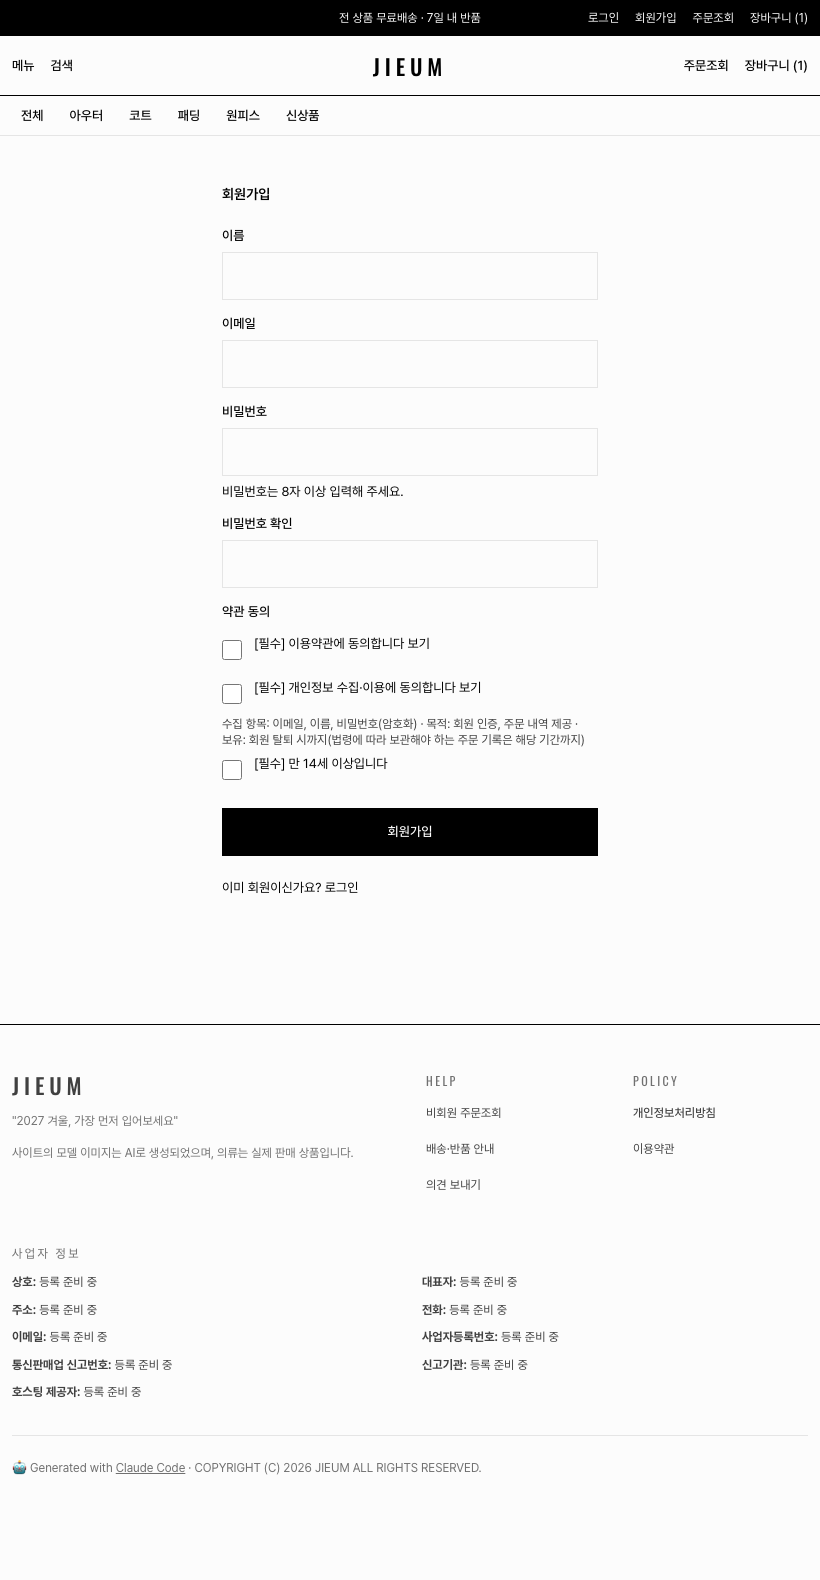 전 상품 무료배송 · 7일 내 반품
로그인 회원가입 주문조회 장바구니 (1)
메뉴 검색 JIEUM 주문조회 장바구니 (1)
전체 아우터 코트 패딩 원피스 신상품
회원가입
이름
이메일
비밀번호
비밀번호는 8자 이상 입력해 주세요.
비밀번호 확인
약관 동의
[필수] 이용약관에 동의합니다 보기
[필수] 개인정보 수집·이용에 동의합니다 보기
수집 항목: 이메일, 이름, 비밀번호(암호화) · 목적: 회원 인증, 주문 내역 제공 ·
보유: 회원 탈퇴 시까지(법령에 따라 보관해야 하는 주문 기록은 해당 기간까지)
[필수] 만 14세 이상입니다
회원가입
이미 회원이신가요? 로그인
JIEUM
"2027 겨울, 가장 먼저 입어보세요"
사이트의 모델 이미지는 AI로 생성되었으며, 의류는 실제 판매 상품입니다.
HELP
비회원 주문조회
배송·반품 안내
의견 보내기
POLICY
개인정보처리방침
이용약관
사업자 정보
상호: 등록 준비 중
대표자: 등록 준비 중
주소: 등록 준비 중
전화: 등록 준비 중
이메일: 등록 준비 중
사업자등록번호: 등록 준비 중
통신판매업 신고번호: 등록 준비 중
신고기관: 등록 준비 중
호스팅 제공자: 등록 준비 중
🤖 Generated with Claude Code · COPYRIGHT (C) 2026 JIEUM ALL RIGHTS RESERVED.